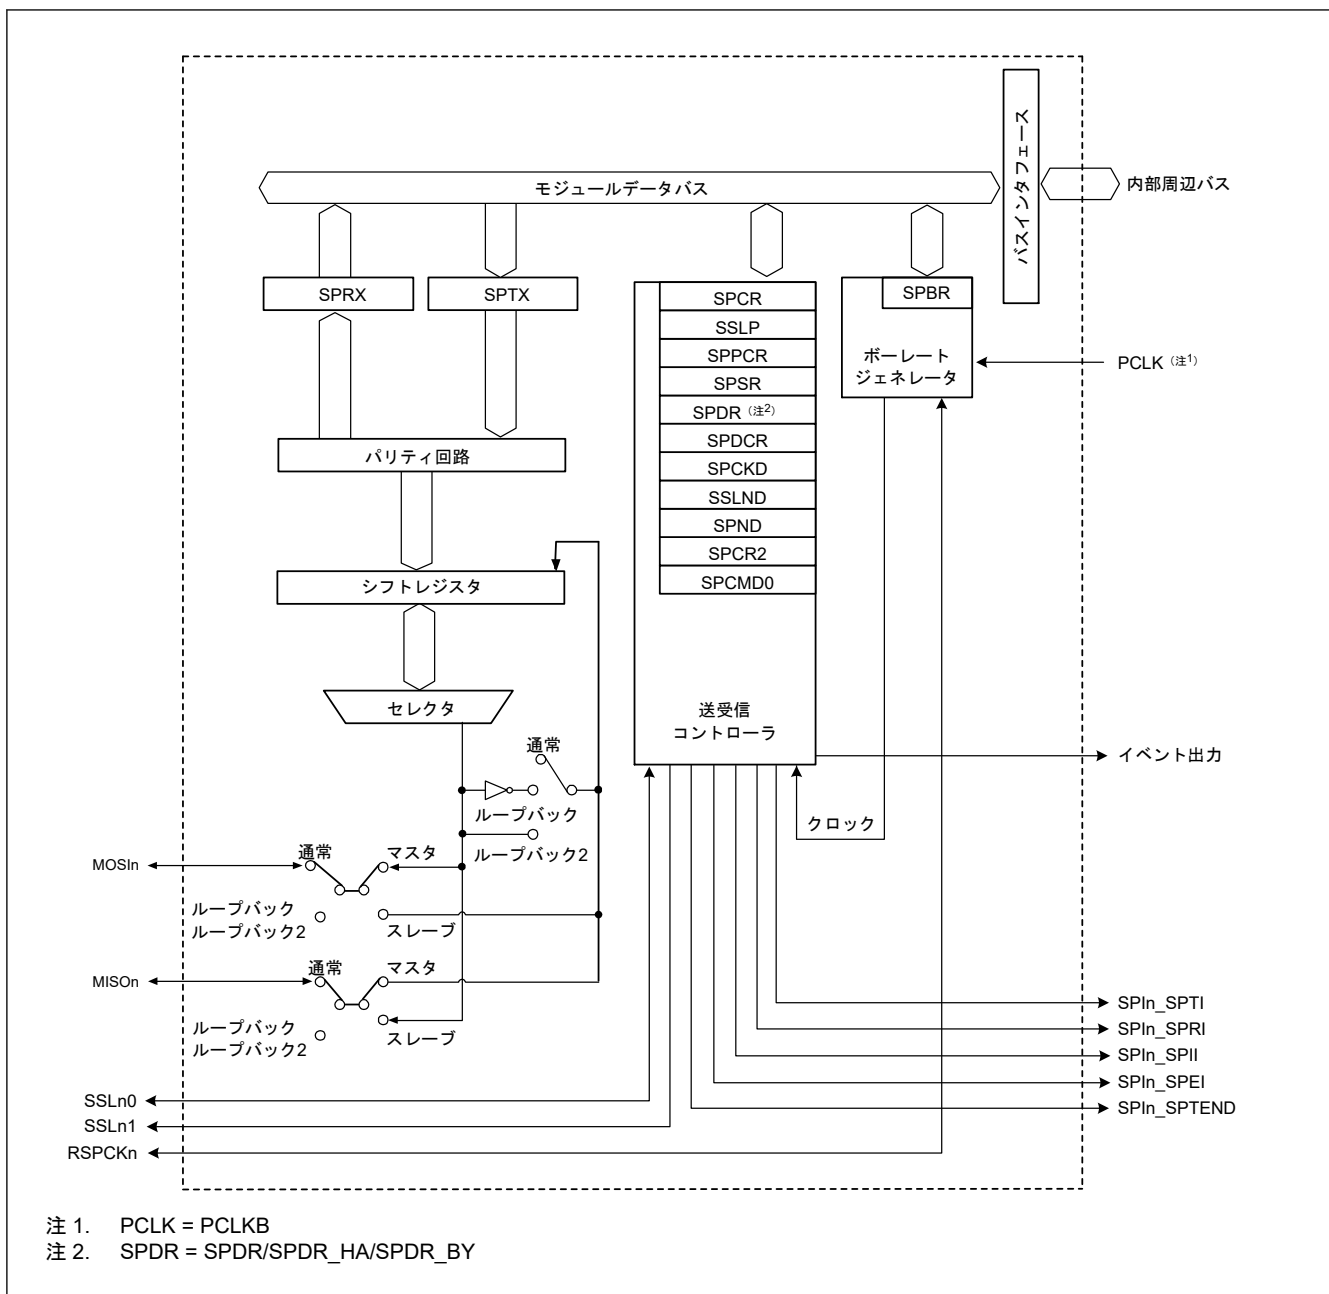 バスインタフェース
モジュールデータバス
内部周辺バス
SPRX
SPTX
SPCR
SSLP
SPPCR
SPSR
SPDR（注2）
SPDCR
SPCKD
SSLND
SPND
SPCR2
SPCMD0
送受信
コントローラ
SPBR
ボーレート
ジェネレータ
PCLK（注1）
パリティ回路
シフトレジスタ
セレクタ
通常
ループバック
ループバック2
クロック
イベント出力
MOSIn
通常
マスタ
ループバック
ループバック2
スレーブ
MISOn
通常
マスタ
ループバック
ループバック2
スレーブ
SSLn0
SSLn1
RSPCKn
SPIn_SPTI
SPIn_SPRI
SPIn_SPII
SPIn_SPEI
SPIn_SPTEND
注 1. PCLK = PCLKB
注 2. SPDR = SPDR/SPDR_HA/SPDR_BY